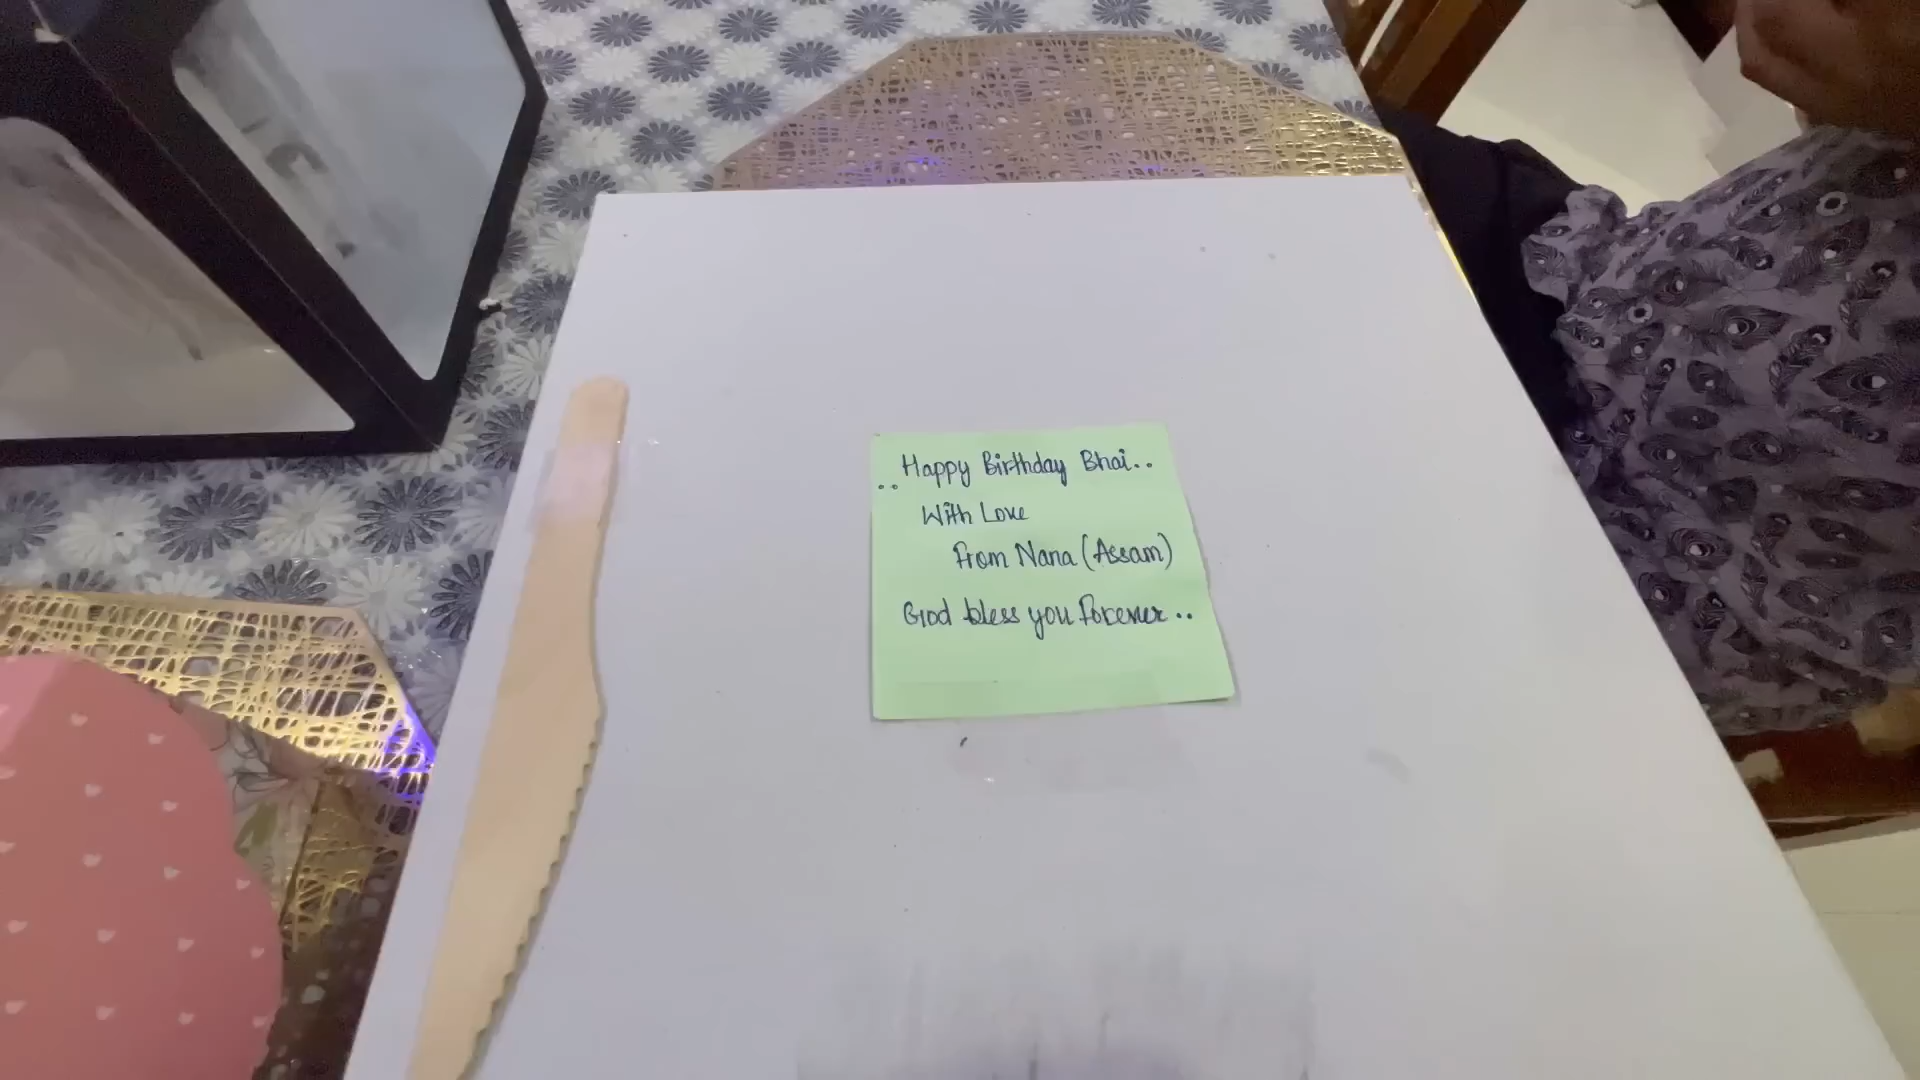 Happy Birthday Bhai..
.. With Love
From Nana (Assam)
God bless you Forever..